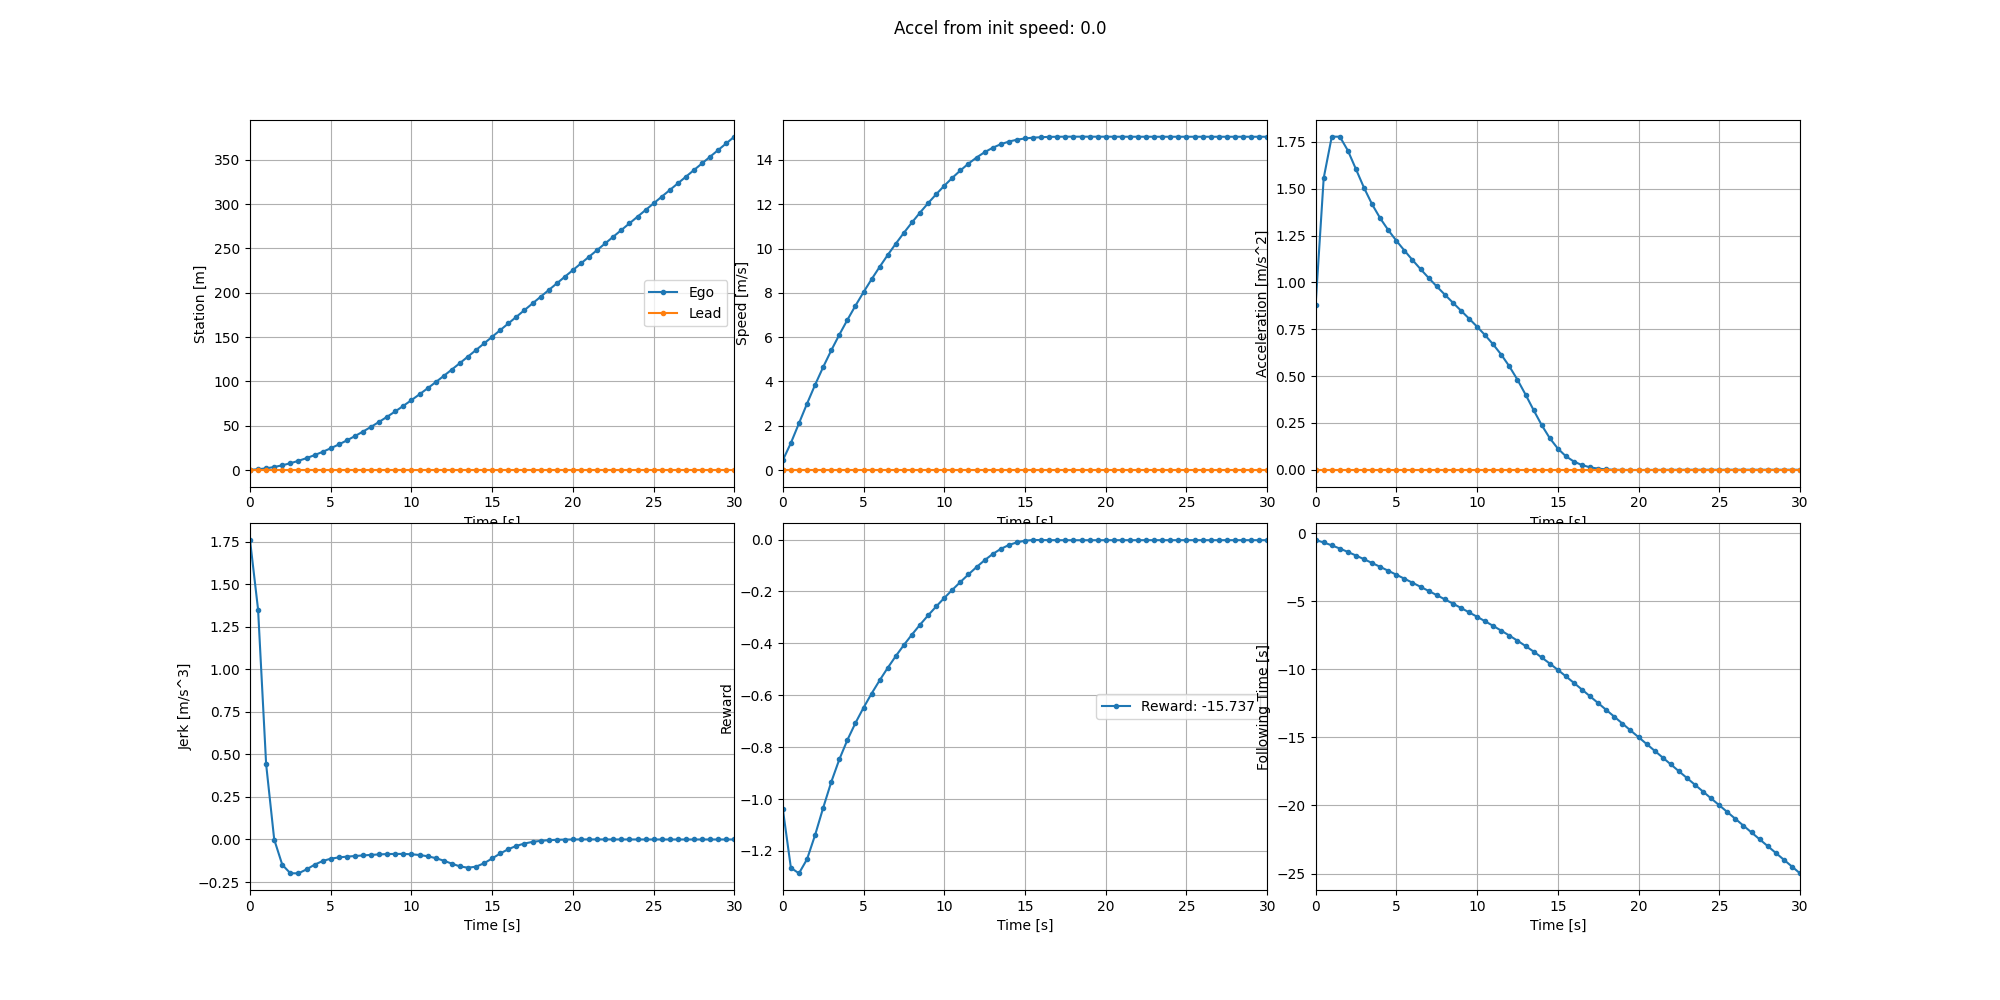 Accel from init speed: 0.0
Station [m]
350
300
250
200
150
100
50
0
0 5 10 15 20 25 30
Time [s]
Ego
Lead
Speed [m/s]
14
12
10
8
6
4
2
0
0 5 10 15 20 25 30
Time [s]
Acceleration [m/s^2]
1.75
1.50
1.25
1.00
0.75
0.50
0.25
0.00
0 5 10 15 20 25 30
Time [s]
Jerk [m/s^3]
1.75
1.50
1.25
1.00
0.75
0.50
0.25
0.00
−0.25
0 5 10 15 20 25 30
Time [s]
Reward
0.0
−0.2
−0.4
−0.6
−0.8
−1.0
−1.2
0 5 10 15 20 25 30
Time [s]
Reward: -15.737
Following Time [s]
0
−5
−10
−15
−20
−25
0 5 10 15 20 25 30
Time [s]